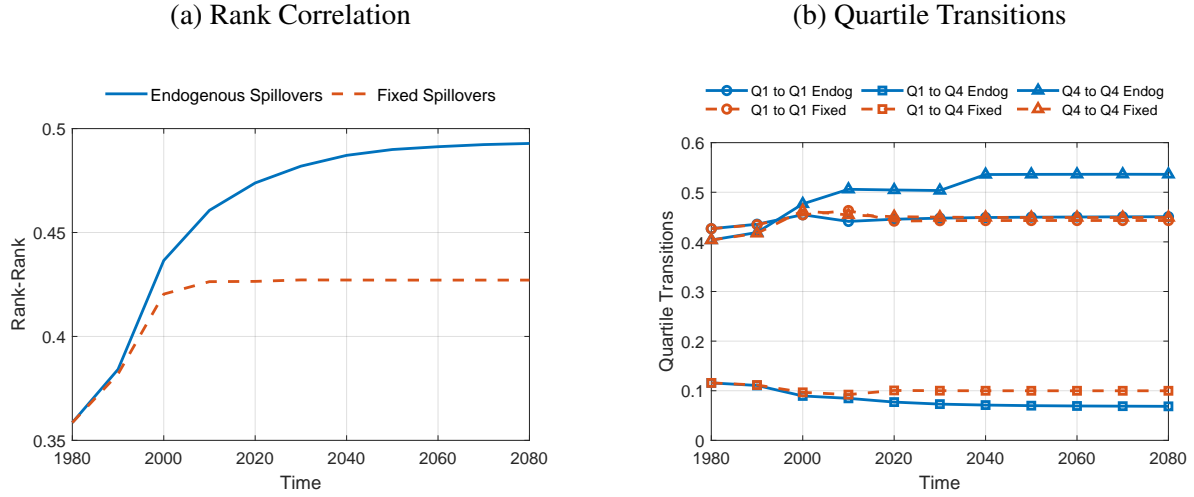 (a) Rank Correlation
Endogenous Spillovers Fixed Spillovers
0.5
0.45
0.4
0.35
Rank-Rank
1980 2000 2020 2040 2060 2080
Time
(b) Quartile Transitions
Q1 to Q1 Endog Q1 to Q4 Endog Q4 to Q4 Endog
Q1 to Q1 Fixed Q1 to Q4 Fixed Q4 to Q4 Fixed
0.6
0.5
0.4
0.3
0.2
0.1
0
Quartile Transitions
1980 2000 2020 2040 2060 2080
Time